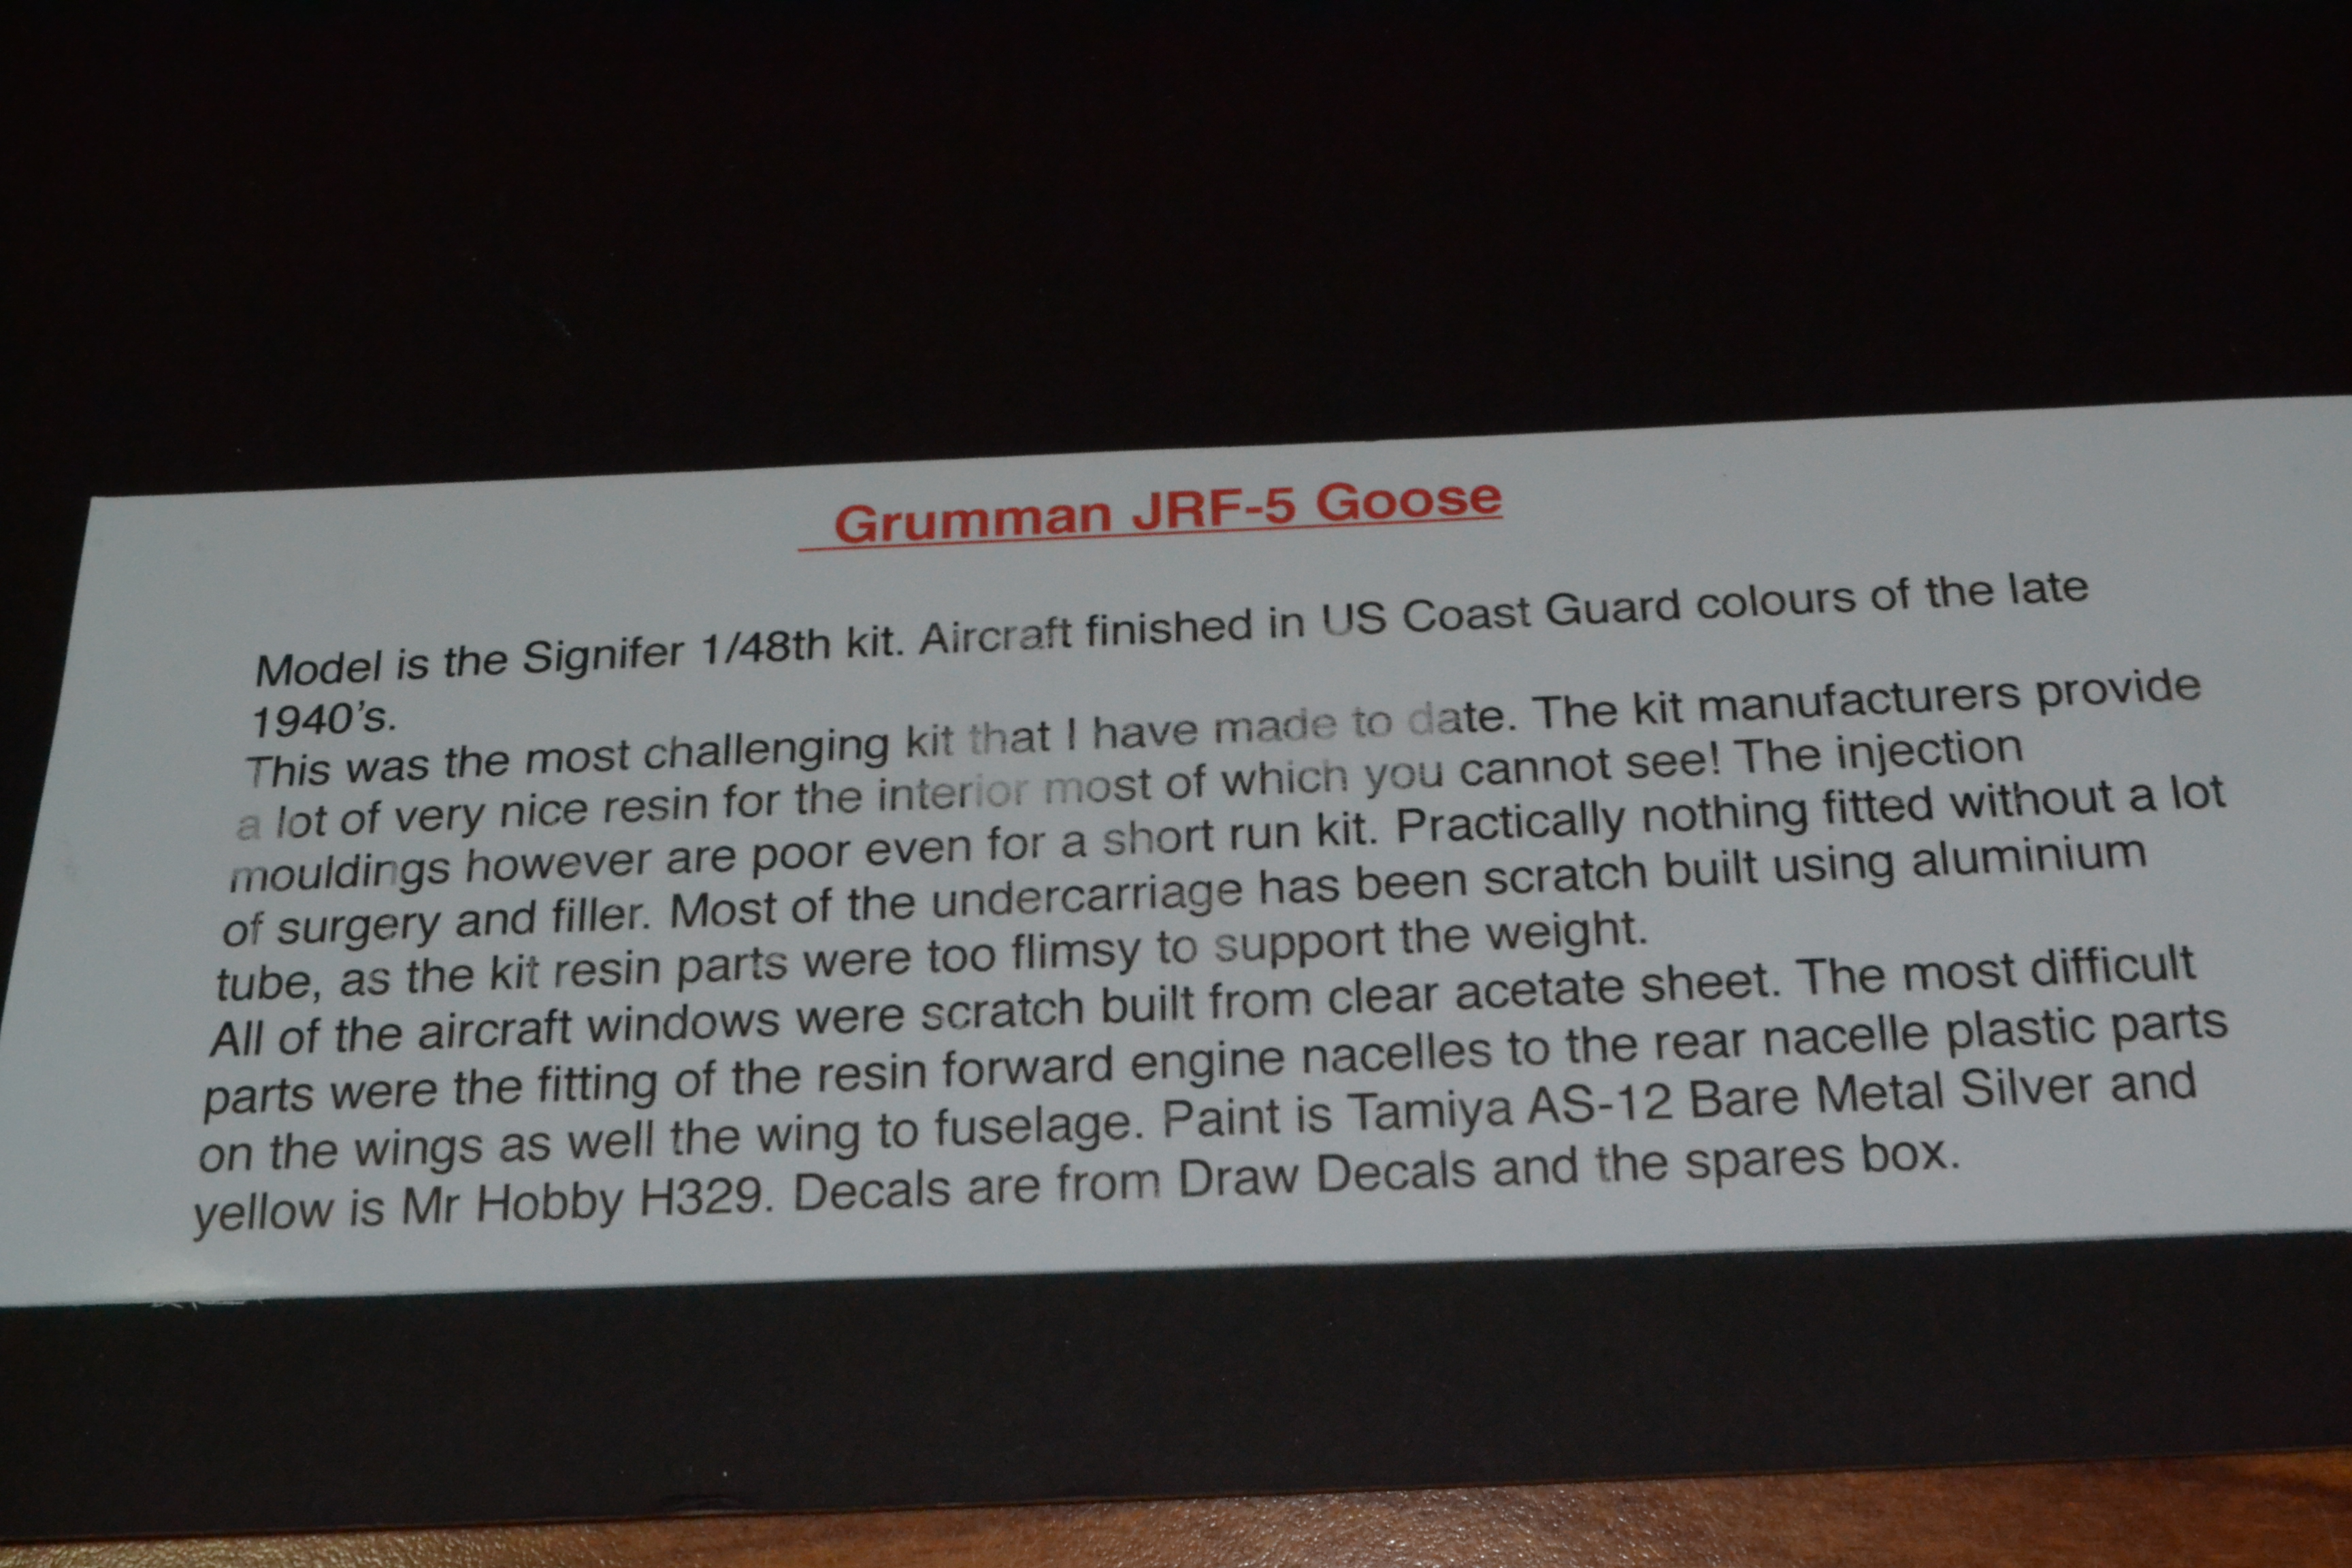 Grumman JRF-5 Goose
Model is the Signifer 1/48th kit. Aircraft finished in US Coast Guard colours of the late
1940's.
This was the most challenging kit that I have made to date. The kit manufacturers provide
a lot of very nice resin for the interior most of which you cannot see! The injection
mouldings however are poor even for a short run kit. Practically nothing fitted without a lot
of surgery and filler. Most of the undercarriage has been scratch built using aluminium
tube, as the kit resin parts were too flimsy to support the weight.
All of the aircraft windows were scratch built from clear acetate sheet. The most difficult
parts were the fitting of the resin forward engine nacelles to the rear nacelle plastic parts
on the wings as well the wing to fuselage. Paint is Tamiya AS-12 Bare Metal Silver and
yellow is Mr Hobby H329. Decals are from Draw Decals and the spares box.